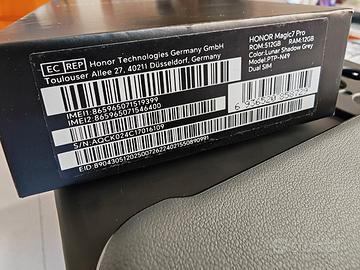 EC REP Honor Technologies Germany GmbH
Toulouser Allee 27, 40211 Düsseldorf, Germany
HONOR Magic7 Pro
ROM:512GB RAM:12GB
Color:Lunar Shadow Grey
Model:PTP-N49
Dual SIM
IMEI1: 865965071519399
IMEI2: 865965071546400
S/N:AQCK024C17016109